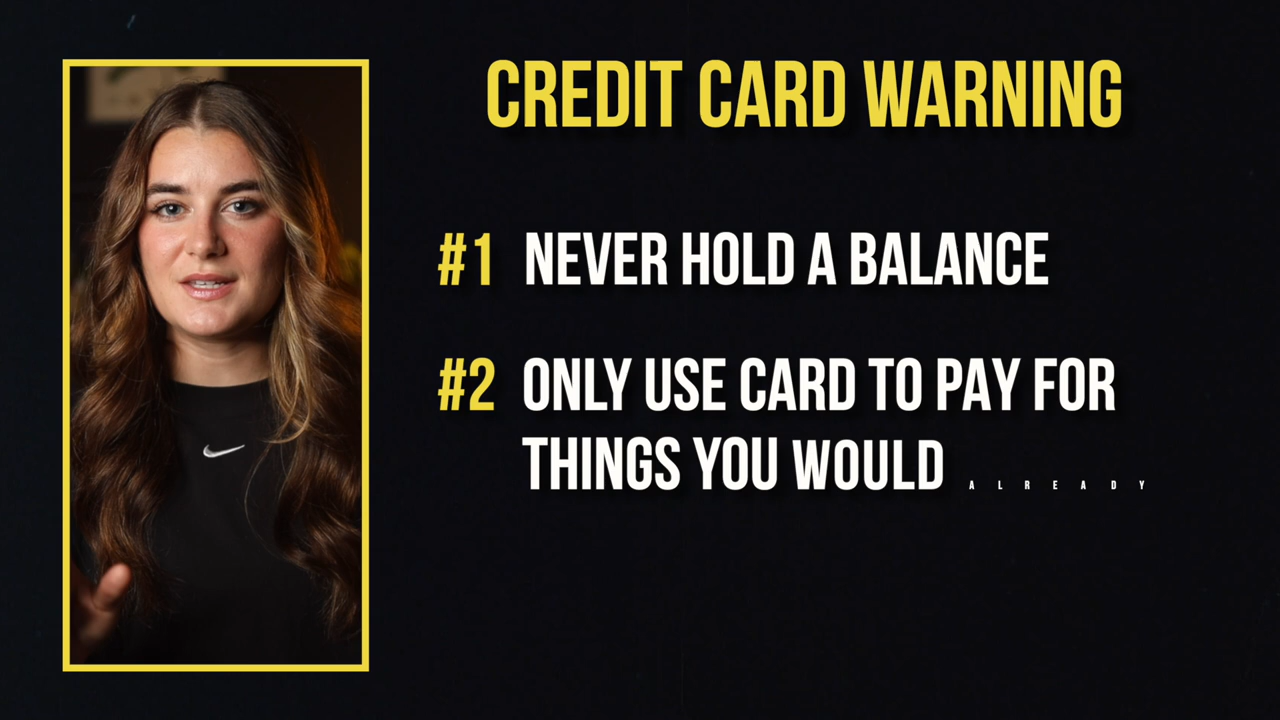 CREDIT CARD WARNING
#1 NEVER HOLD A BALANCE
#2 ONLY USE CARD TO PAY FOR
THINGS YOU WOULD ALREADY